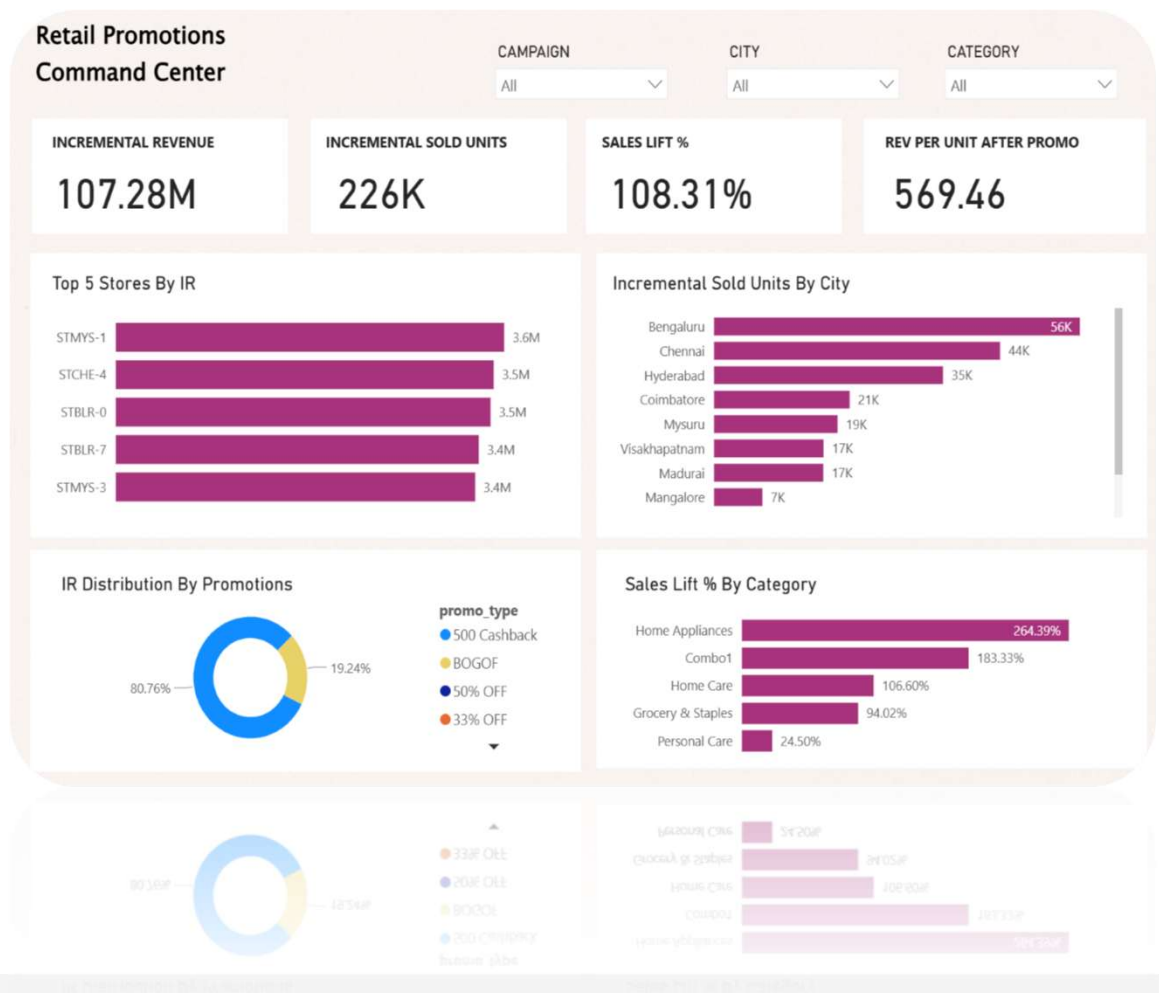 Retail Promotions
Command Center
CAMPAIGN
All
CITY
All
CATEGORY
All
INCREMENTAL REVENUE
107.28M
INCREMENTAL SOLD UNITS
226K
SALES LIFT %
108.31%
REV PER UNIT AFTER PROMO
569.46
Top 5 Stores By IR
STMYS-1 3.6M
STCHE-4 3.5M
STBLR-0 3.5M
STBLR-7 3.4M
STMYS-3 3.4M
Incremental Sold Units By City
Bengaluru 56K
Chennai 44K
Hyderabad 35K
Coimbatore 21K
Mysuru 19K
Visakhapatnam 17K
Madurai 17K
Mangalore 7K
IR Distribution By Promotions
80.76%
19.24%
promo_type
500 Cashback
BOGOF
50% OFF
33% OFF
Sales Lift % By Category
Home Appliances 264.39%
Combo1 183.33%
Home Care 106.60%
Grocery & Staples 94.02%
Personal Care 24.50%